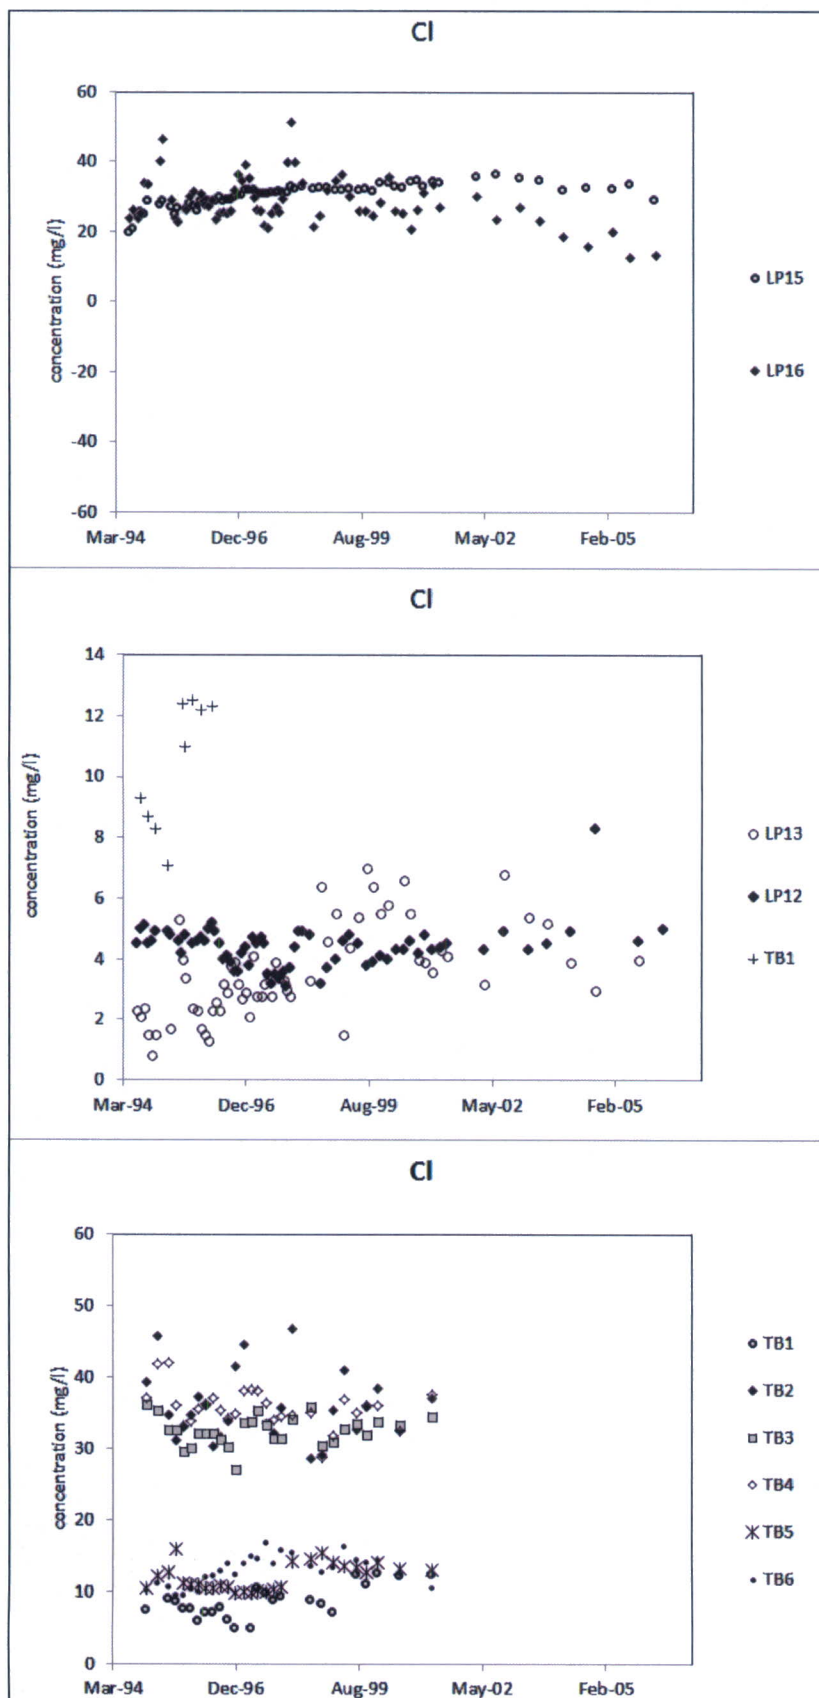 Cl
60
40
20
0
-20
-40
-60
concentration (mg/l)
Mar-94 Dec-96 Aug-99 May-02 Feb-05
LP15
LP16
Cl
14
12
10
8
6
4
2
0
concentration (mg/l)
Mar-94 Dec-96 Aug-99 May-02 Feb-05
LP13
LP12
TB1
Cl
60
50
40
30
20
10
0
concentration (mg/l)
Mar-94 Dec-96 Aug-99 May-02 Feb-05
TB1
TB2
TB3
TB4
TB5
TB6